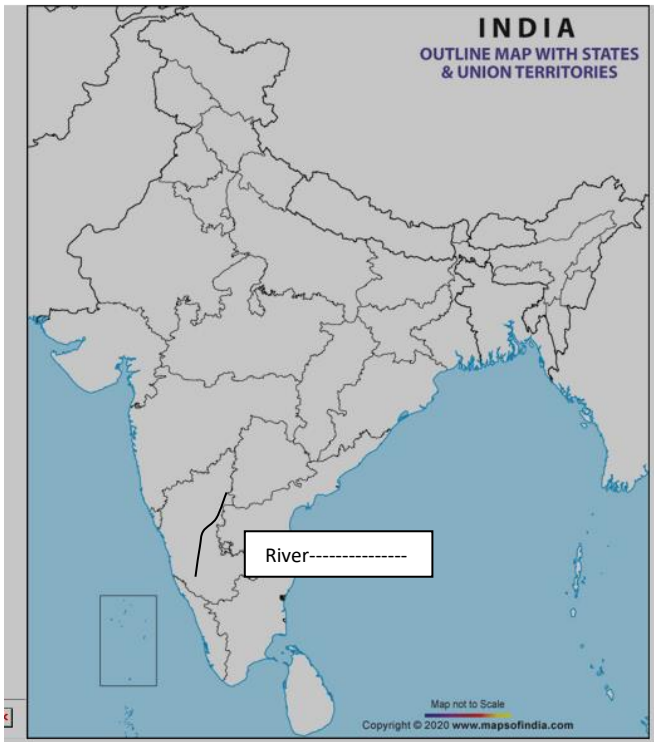 INDIA
OUTLINE MAP WITH STATES
& UNION TERRITORIES
River---------------
Map not to Scale
Copyright © 2020 www.mapsofindia.com